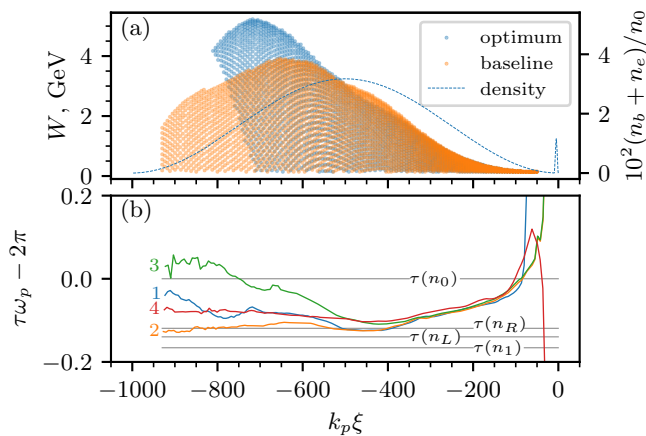 (a)
optimum
baseline
density
W, GeV
4
2
0
4
2
0
10²(n_b + n_e)/n_0
(b)
0.2
0.0
−0.2
τω_p − 2π
3
1
4
2
τ(n_0)
τ(n_R)
τ(n_L)
τ(n_1)
−1000 −800 −600 −400 −200 0
k_pξ